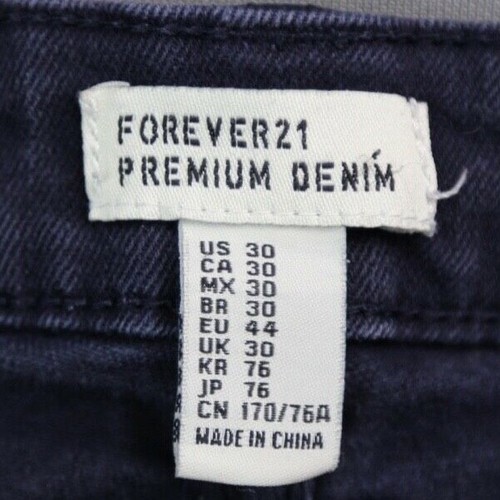 FOREVER21
PREMIUM DENIM
US 30
CA 30
MX 30
BR 30
EU 44
UK 30
KR 76
JP 76
CN 170/76A
MADE IN CHINA